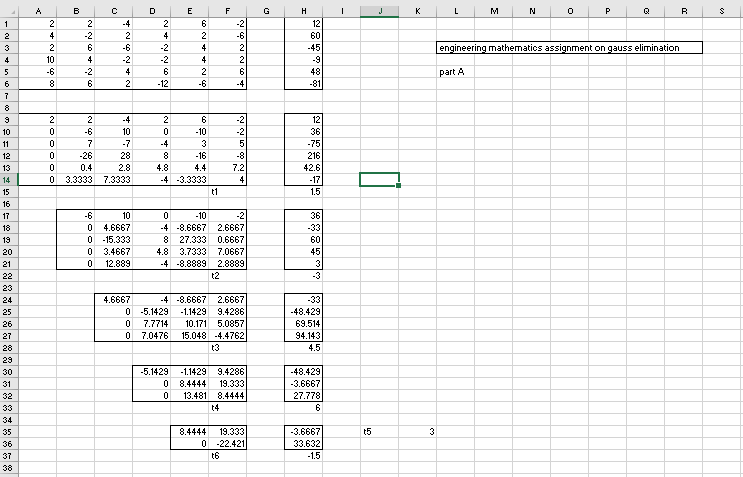 A B C D E F G H I J K L M N O P Q R S
1 2 2 -4 2 6 -2 12
2 4 -2 2 4 2 -6 60
3 2 6 -6 -2 4 2 -45 engineering mathematics assignment on gauss elimination
4 10 4 -2 -2 4 2 -9
5 -6 -2 4 6 2 6 48 part A
6 8 6 2 -12 -6 -4 -81
7
8
9 2 2 -4 2 6 -2 12
10 0 -6 10 0 -10 -2 36
11 0 7 -7 -4 3 5 -75
12 0 -26 28 8 -16 -8 216
13 0 0.4 2.8 4.8 4.4 7.2 42.6
14 0 3.3333 7.3333 -4 -3.3333 4 -17
15 t1 1.5
16
17 -6 10 0 -10 -2 36
18 0 4.6667 -4 -8.6667 2.6667 -33
19 0 -15.333 8 27.333 0.6667 60
20 0 3.4667 4.8 3.7333 7.0667 45
21 0 12.889 -4 -8.8889 2.8889 3
22 t2 -3
23
24 4.6667 -4 -8.6667 2.6667 -33
25 0 -5.1429 -1.1429 9.4286 -48.429
26 0 7.7714 10.171 5.0857 69.514
27 0 7.0476 15.048 -4.4762 94.143
28 t3 4.5
29
30 -5.1429 -1.1429 9.4286 -48.429
31 0 8.4444 19.333 -3.6667
32 0 13.481 8.4444 27.778
33 t4 6
34
35 8.4444 19.333 -3.6667 t5 3
36 0 -22.421 33.632
37 t6 -1.5
38